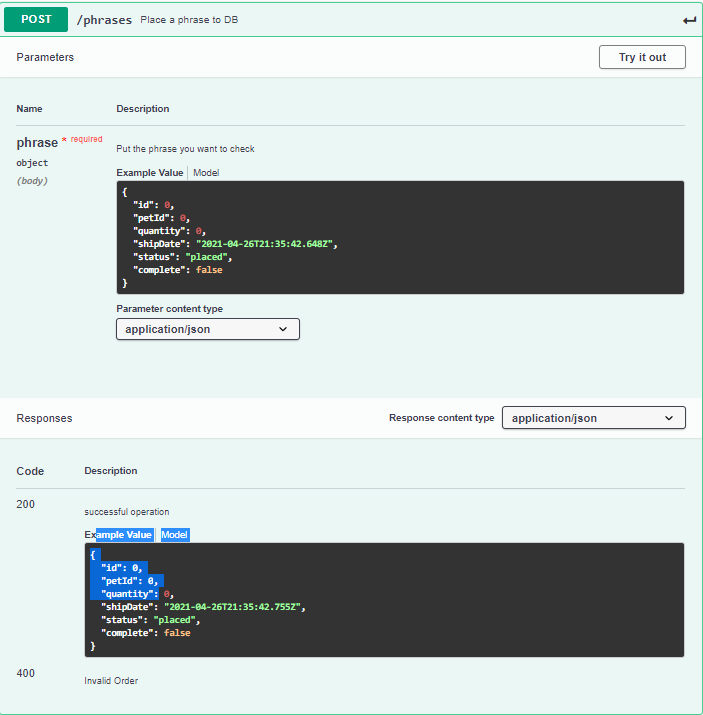 POST /phrases Place a phrase to DB
Parameters Try it out
Name Description
phrase * required
object
(body)
Put the phrase you want to check
Example Value Model
{
"id": 0,
"petId": 0,
"quantity": 0,
"shipDate": "2021-04-26T21:35:42.648Z",
"status": "placed",
"complete": false
}
Parameter content type
application/json
Responses Response content type application/json
Code Description
200
successful operation
Example Value Model
{
"id": 0,
"petId": 0,
"quantity": 0,
"shipDate": "2021-04-26T21:35:42.755Z",
"status": "placed",
"complete": false
}
400
Invalid Order